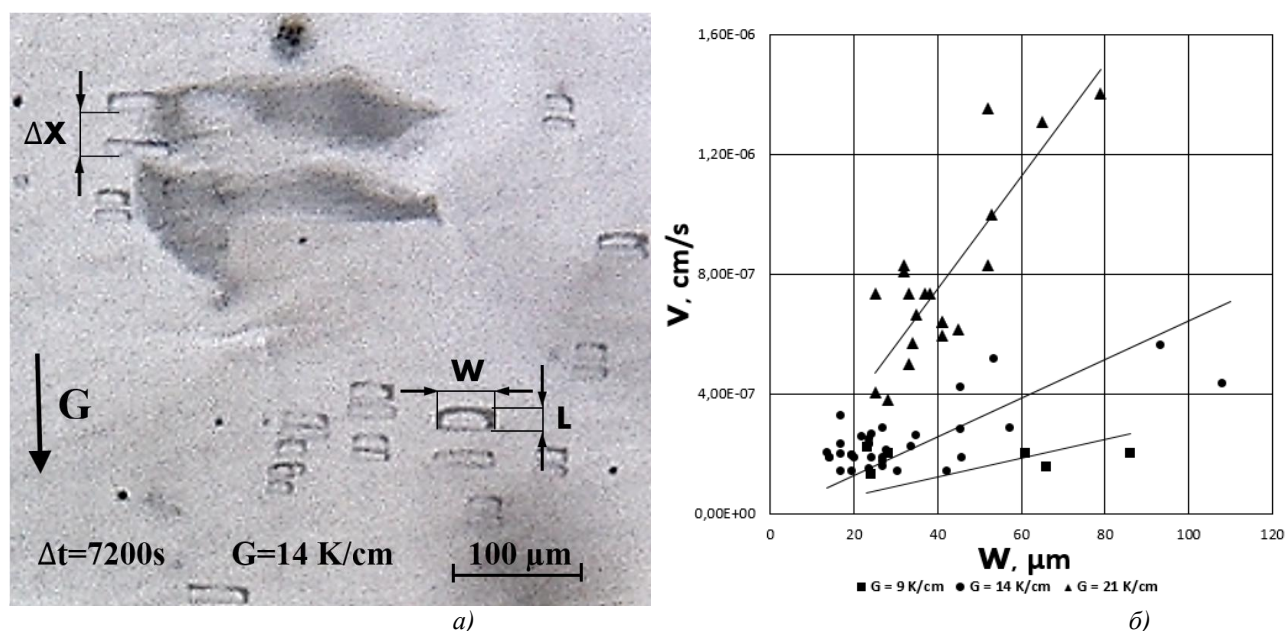 ΔX
W
L
G
Δt=7200s G=14 K/cm 100 µm
а)
1,60E-06
1,20E-06
8,00E-07
4,00E-07
0,00E+00
V, cm/s
0 20 40 60 80 100 120
W, µm
■ G = 9 K/cm ● G = 14 K/cm ▲ G = 21 K/cm
б)